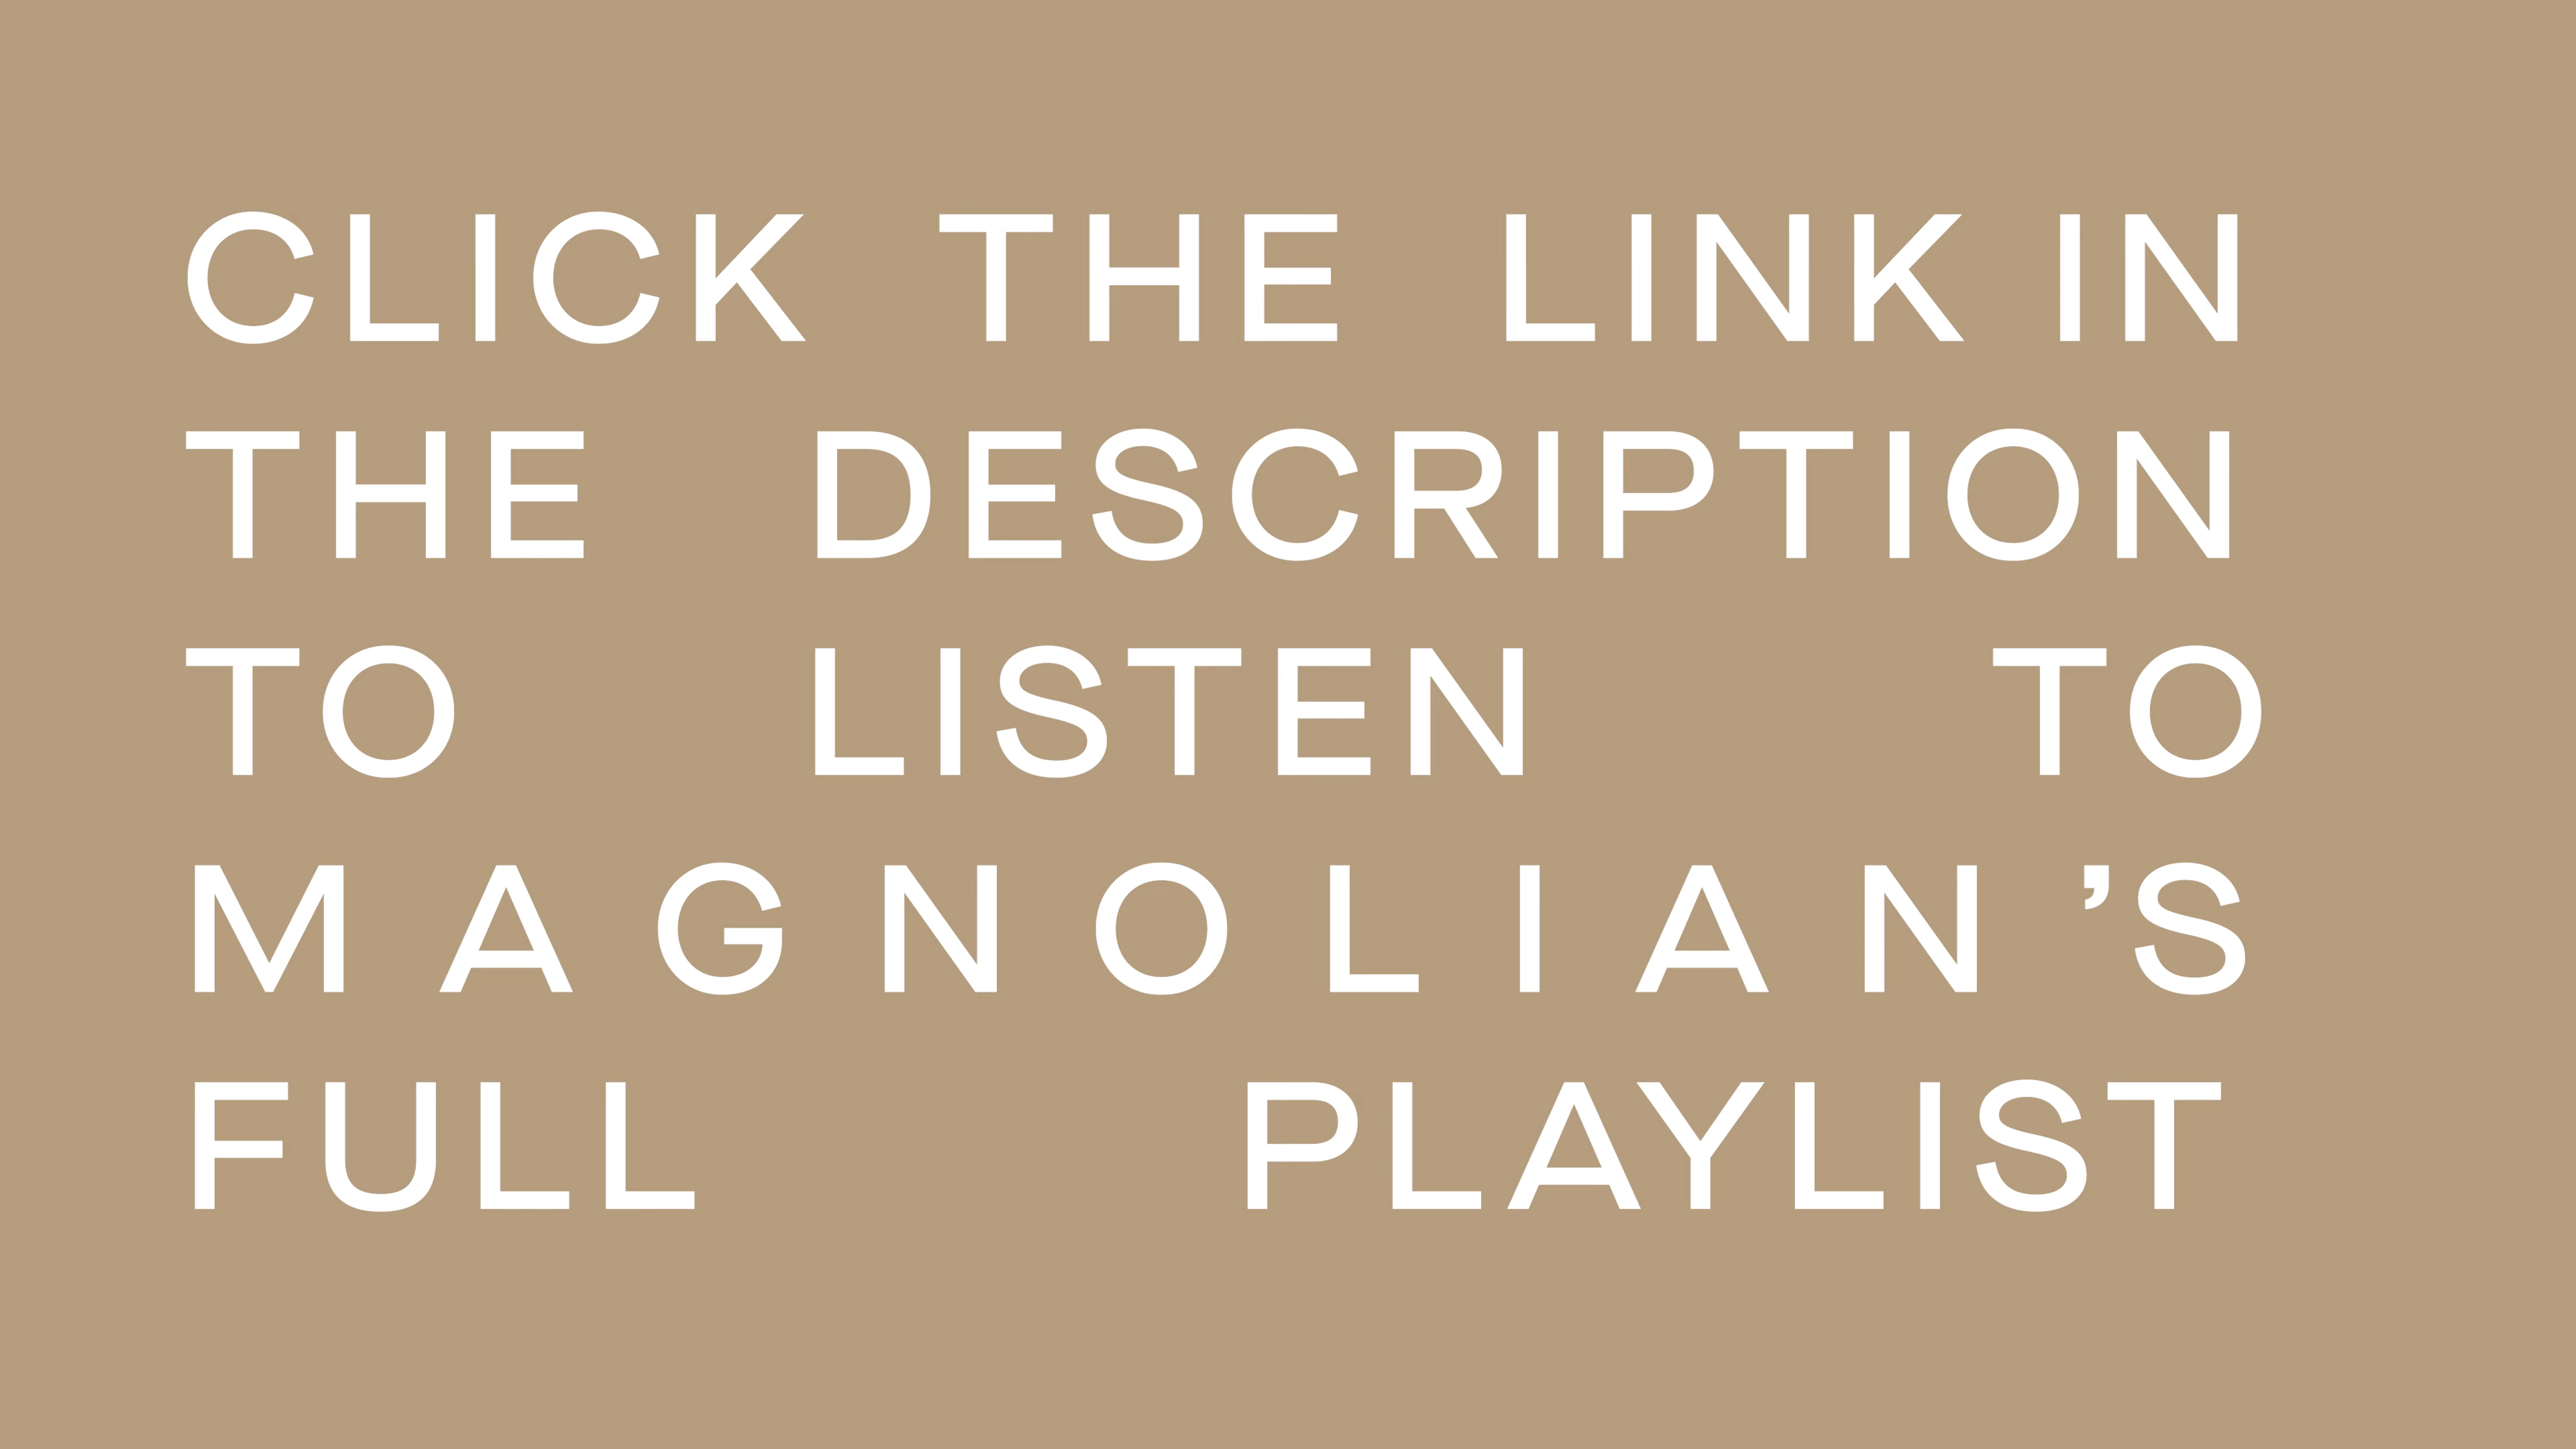 CLICK THE LINK IN
THE DESCRIPTION
TO LISTEN TO
MAGNOLIAN’S
FULL PLAYLIST